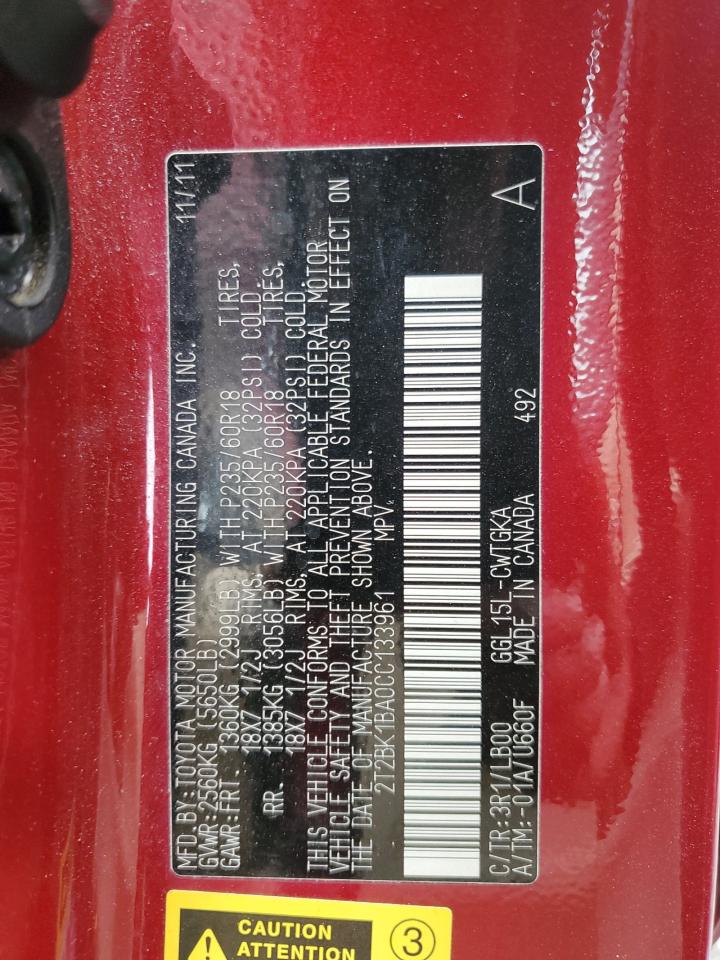 MFD.BY:TOYOTA MOTOR MANUFACTURING CANADA INC. 11/11
GVWR:2560KG (5650LB)
GAWR:FRT. 1360KG (2999LB) WITH P235/60R18 TIRES,
18X7 1/2J RIMS, AT 220KPA (32PSI) COLD.
RR. 1385KG (3056LB) WITH P235/60R18 TIRES,
18X7 1/2J RIMS, AT 220KPA (32PSI) COLD.
THIS VEHICLE CONFORMS TO ALL APPLICABLE FEDERAL MOTOR
VEHICLE SAFETY AND THEFT PREVENTION STANDARDS IN EFFECT ON
THE DATE OF MANUFACTURE SHOWN ABOVE.
2T2BK1BA0CC133961 MPV
C/TR:3R1/LB00 GGL15L-CWTGKA 492 A
A/TM:-01A/U660F MADE IN CANADA
CAUTION
ATTENTION
3